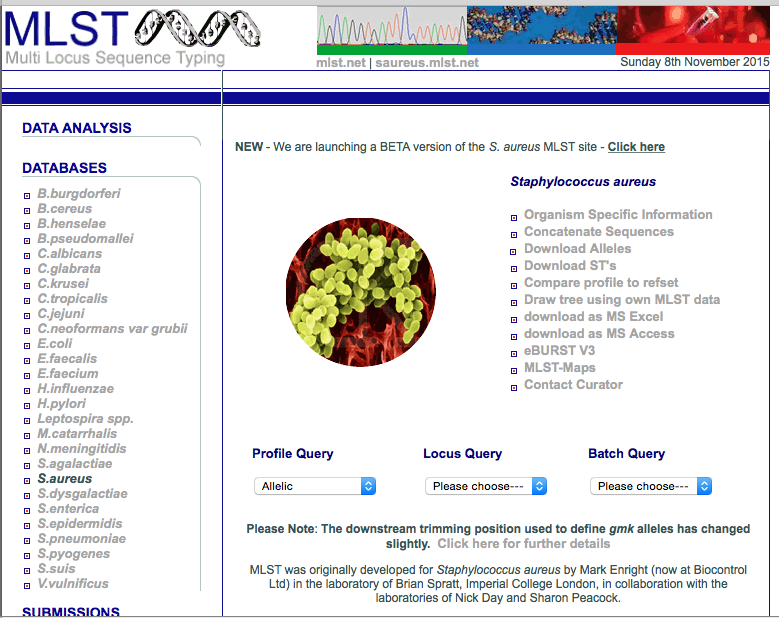 MLST
Multi Locus Sequence Typing
mlst.net | saureus.mlst.net
Sunday 8th November 2015
DATA ANALYSIS
DATABASES
B.burgdorferi
B.cereus
B.henselae
B.pseudomallei
C.albicans
C.glabrata
C.krusei
C.tropicalis
C.jejuni
C.neoformans var grubii
E.coli
E.faecalis
E.faecium
H.influenzae
H.pylori
Leptospira spp.
M.catarrhalis
N.meningitidis
S.agalactiae
S.aureus
S.dysgalactiae
S.enterica
S.epidermidis
S.pneumoniae
S.pyogenes
S.suis
V.vulnificus
SUBMISSIONS
NEW - We are launching a BETA version of the S. aureus MLST site - Click here
Staphylococcus aureus
Organism Specific Information
Concatenate Sequences
Download Alleles
Download ST's
Compare profile to refset
Draw tree using own MLST data
download as MS Excel
download as MS Access
eBURST V3
MLST-Maps
Contact Curator
Profile Query
Locus Query
Batch Query
Allelic
Please choose---
Please choose---
Please Note: The downstream trimming position used to define gmk alleles has changed
slightly. Click here for further details
MLST was originally developed for Staphylococcus aureus by Mark Enright (now at Biocontrol
Ltd) in the laboratory of Brian Spratt, Imperial College London, in collaboration with the
laboratories of Nick Day and Sharon Peacock.